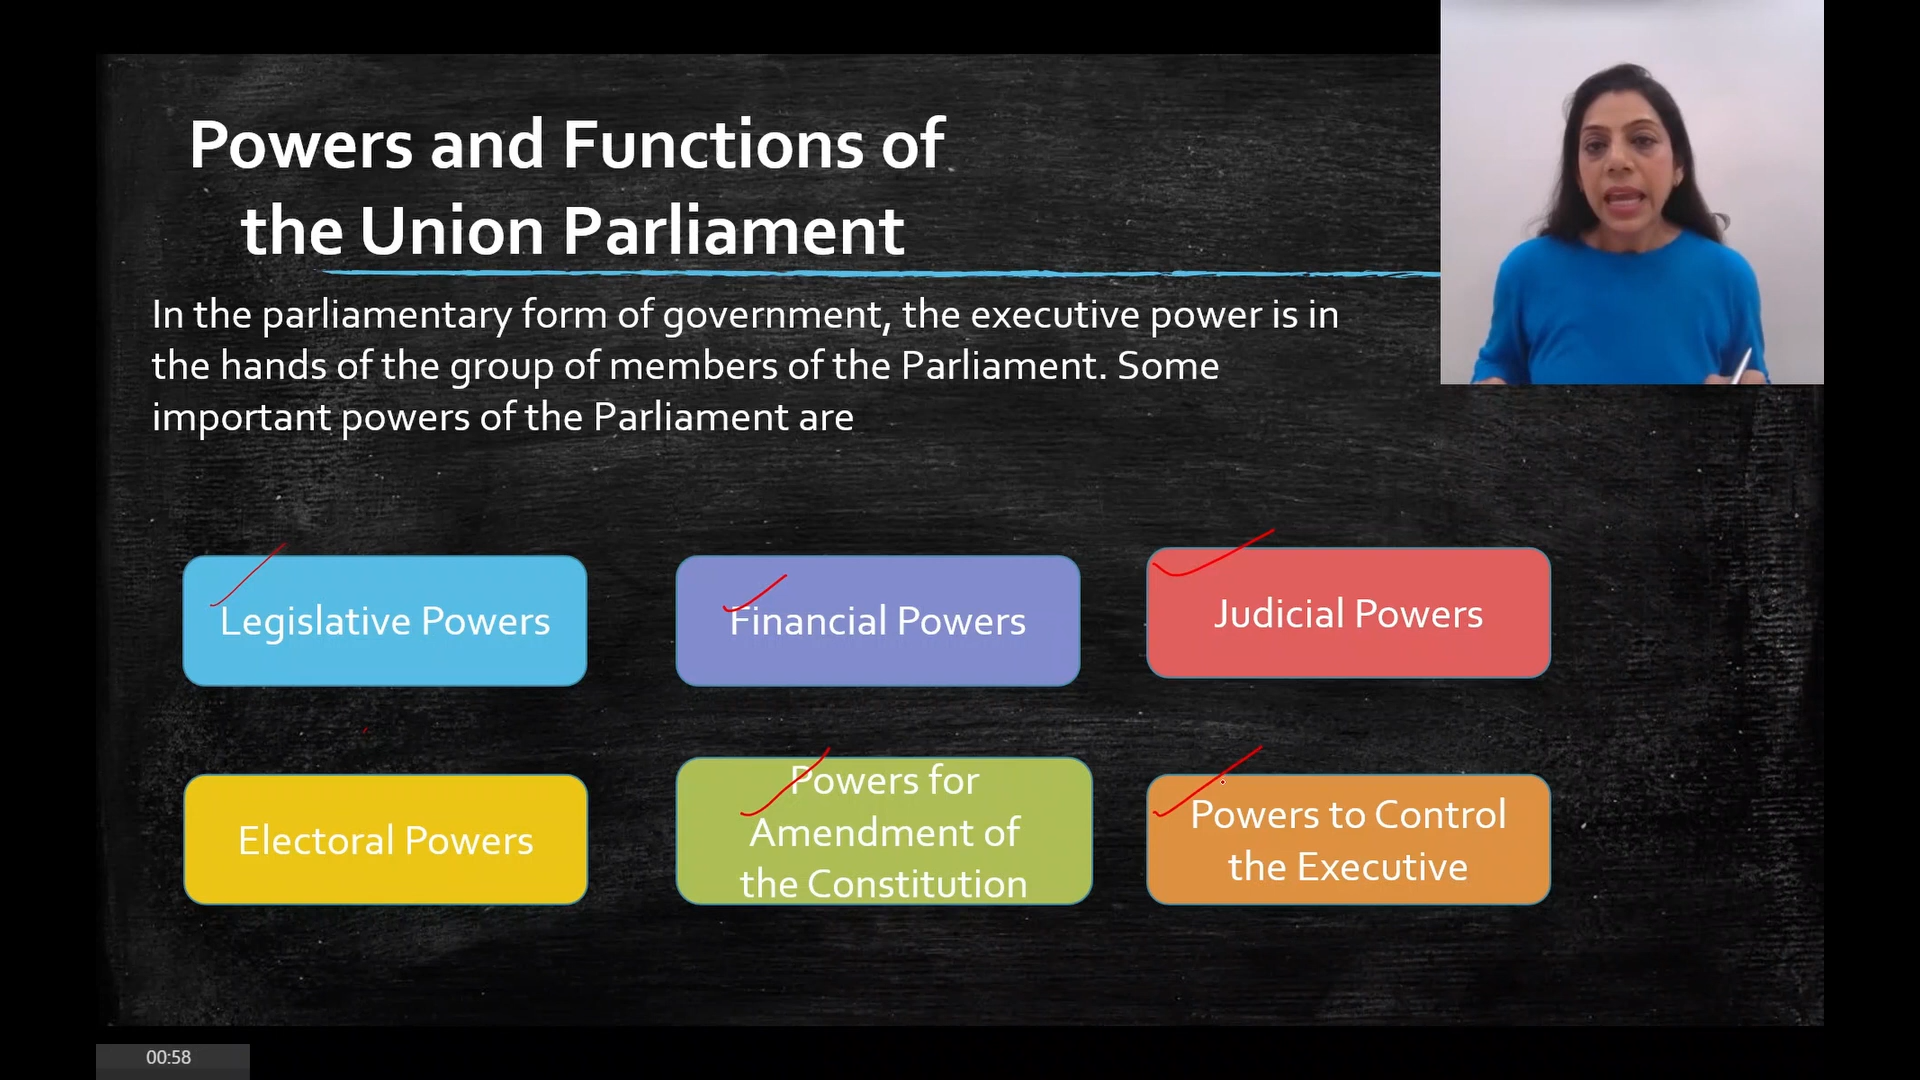 Powers and Functions of
the Union Parliament
In the parliamentary form of government, the executive power is in
the hands of the group of members of the Parliament. Some
important powers of the Parliament are
Legislative Powers
Financial Powers
Judicial Powers
Electoral Powers
Powers for
Amendment of
the Constitution
Powers to Control
the Executive
00:58